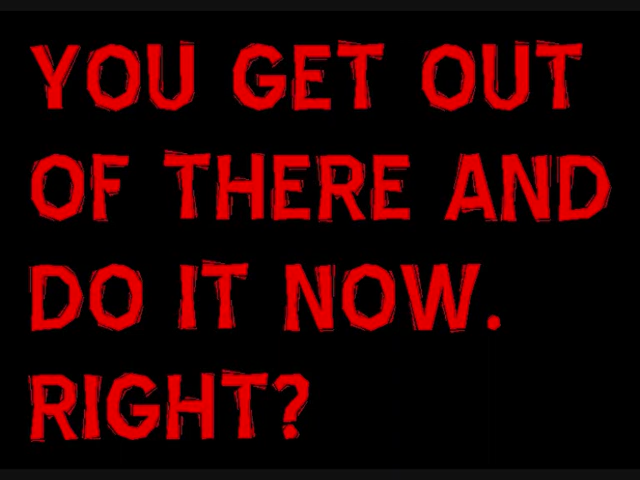 YOU GET OUT
OF THERE AND
DO IT NOW.
RIGHT?